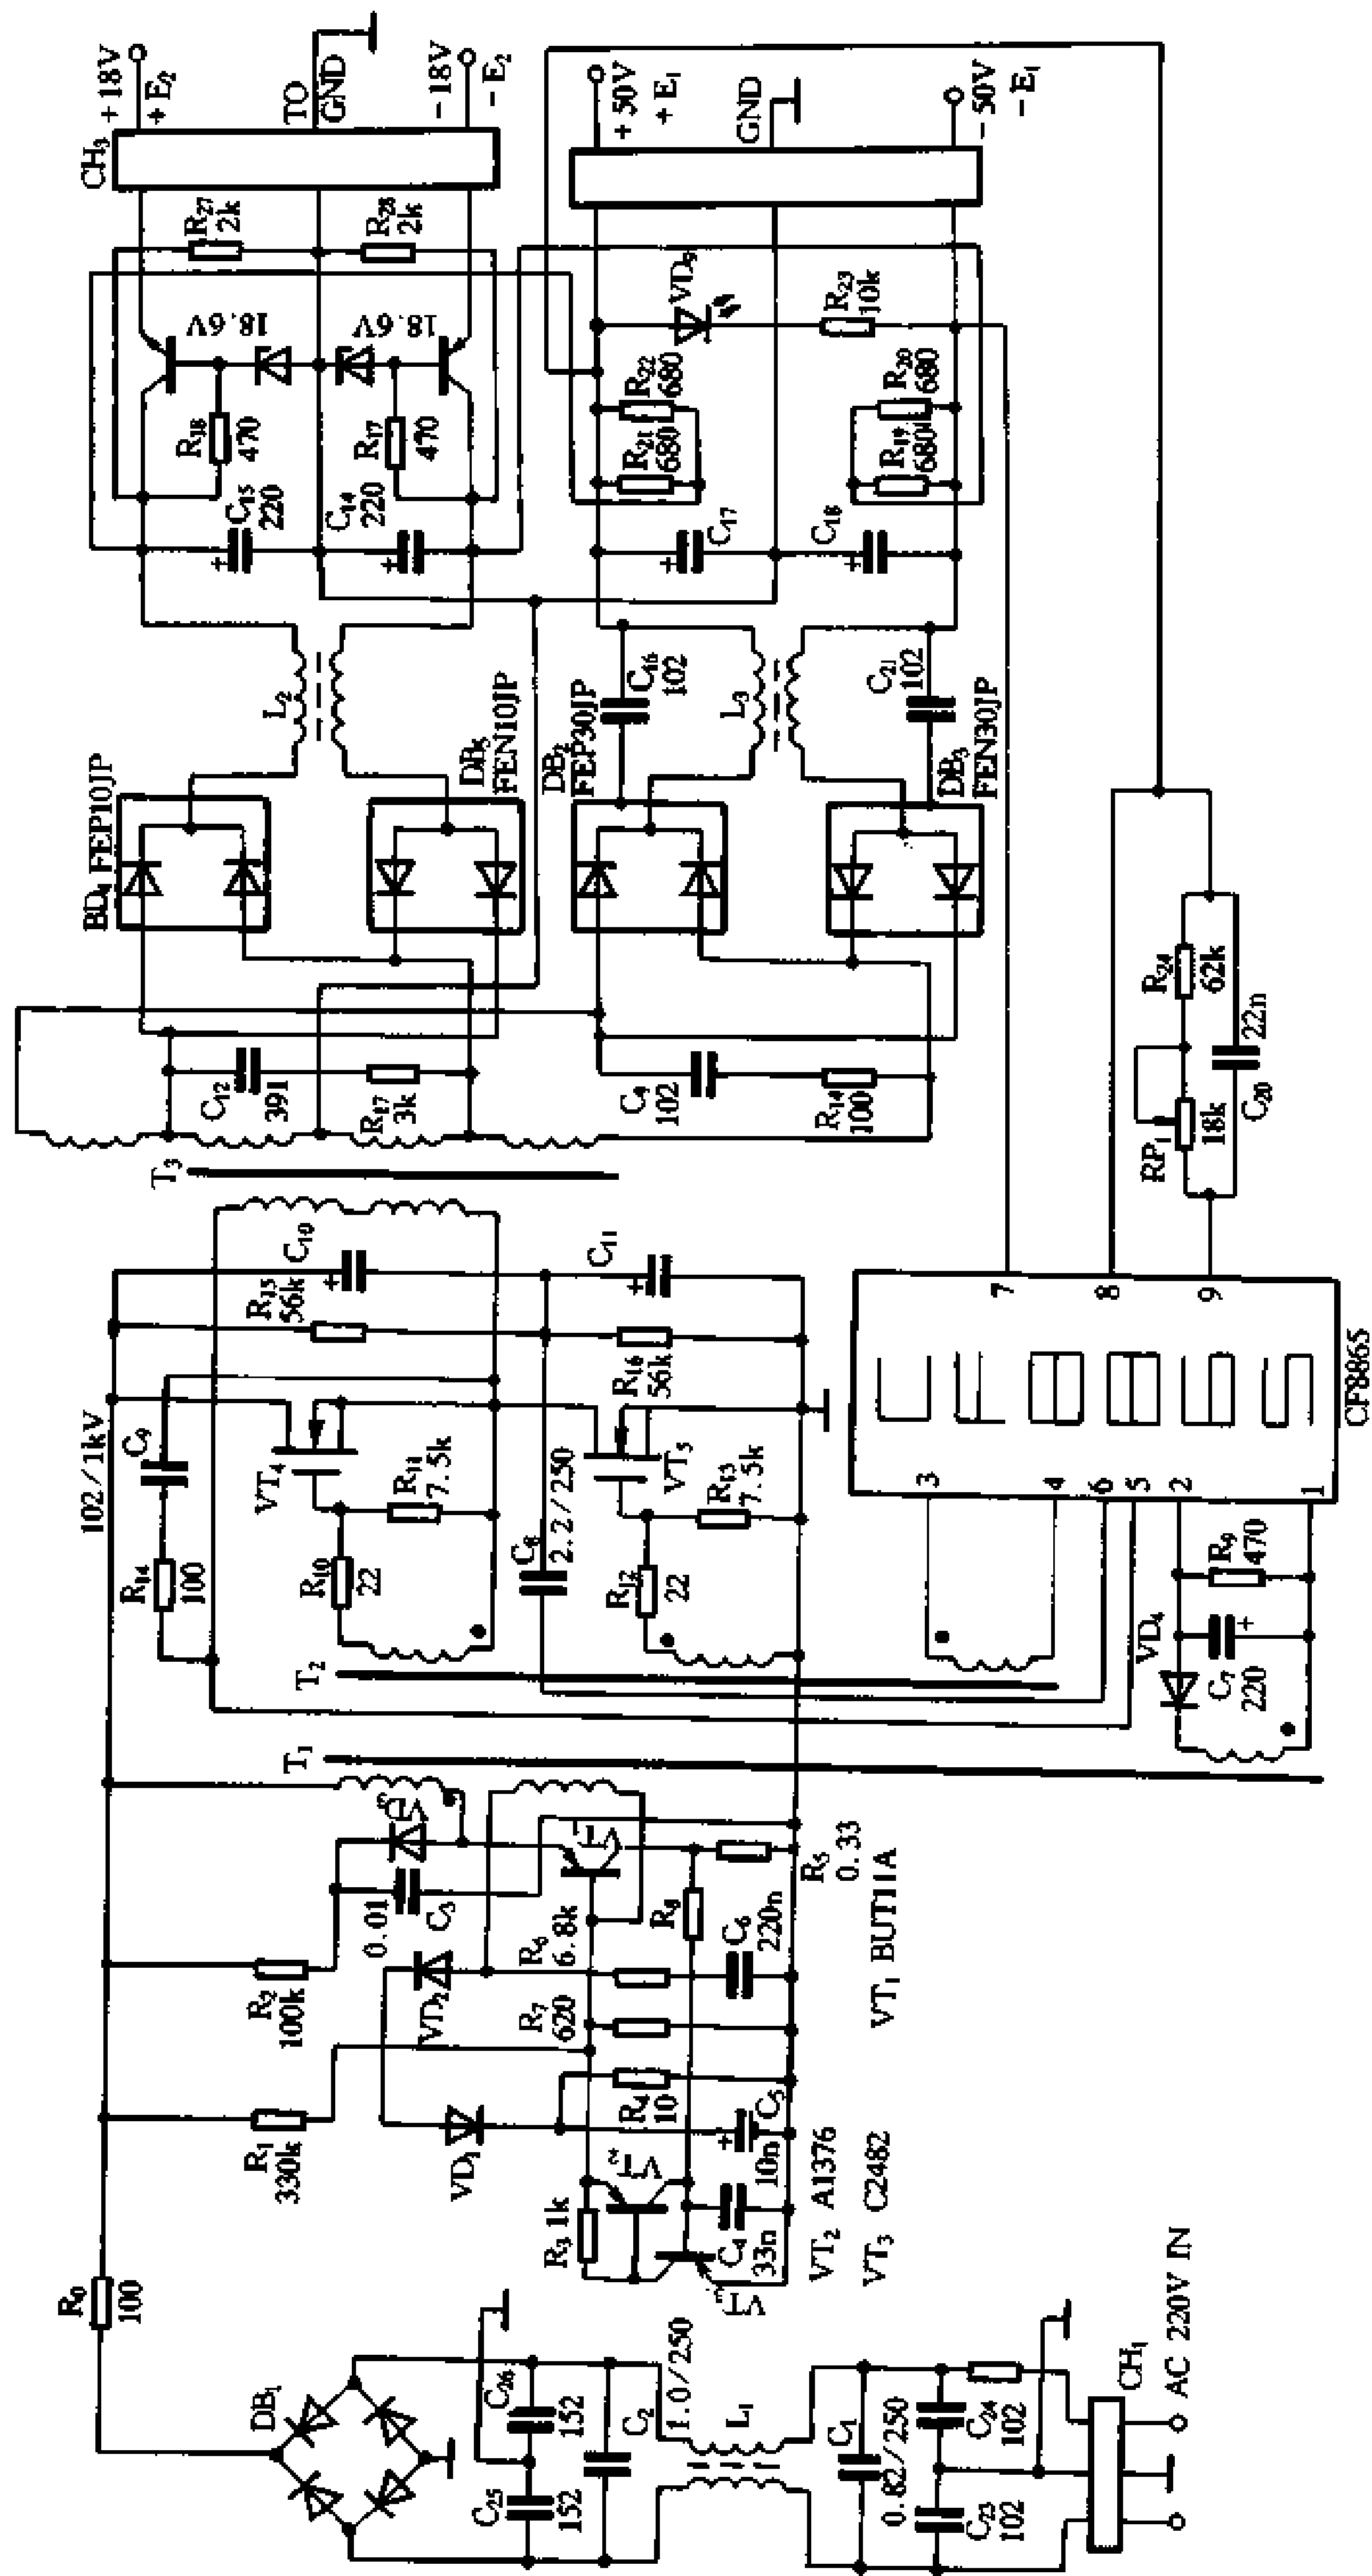 CH₃
+18V
+E₂
TO
GND
-18V
-E₂
+50V
+E₁
GND
-50V
-E₁
R₂₇
2k
R₂₈
2k
18.6V
18.6V
R₁₈
470
R₁₇
470
C₁₅
220
C₁₄
220
VD₉
R₂₃
10k
R₂₂
680
R₂₁
680
R₂₀
680
R₁₉
680
C₁₇
C₁₈
L₂
L₃
C₁₆
102
C₂₁
102
BD₄ FEP10JP
DB₅
FEN10JP
DB₂
FEP30JP
DB₃
FEN30JP
C₁₂
391
R₁₇
3k
C₉
102
R₁₄
100
T₃
R₂₄
62k
RP₁
18k
22n
C₂₀
C₁₀
C₁₁
R₁₅
56k
R₁₆
56k
102/1kV
C₉
R₁₄
100
VT₄
R₁₁
7.5k
R₁₀
22
C₈
2.2/250
VT₅
R₁₃
7.5k
R₁₂
22
T₂
T₁
7
8
9
3
4
6
5
2
1
CF8865
R₉
470
VD₄
C₇
220
VD₃
0.01
C₃
VT₁
R₂
100k
R₁
330k
VD₂
VD₁
R₆
6.8k
R₇
620
R₈
R₅
0.33
C₆
220n
R₄
10
C₅
10n
R₃ 1k
VT₂
C₄
33n
VT₃
VT₁ BUT11A
VT₂ A1376
VT₃ C2482
R₀
100
DB₁
C₂₆
152
C₂₅
152
C₂
1.0/250
L₁
C₁
0.82/250
C₂₄
102
C₂₃
102
CH₁
AC 220V IN